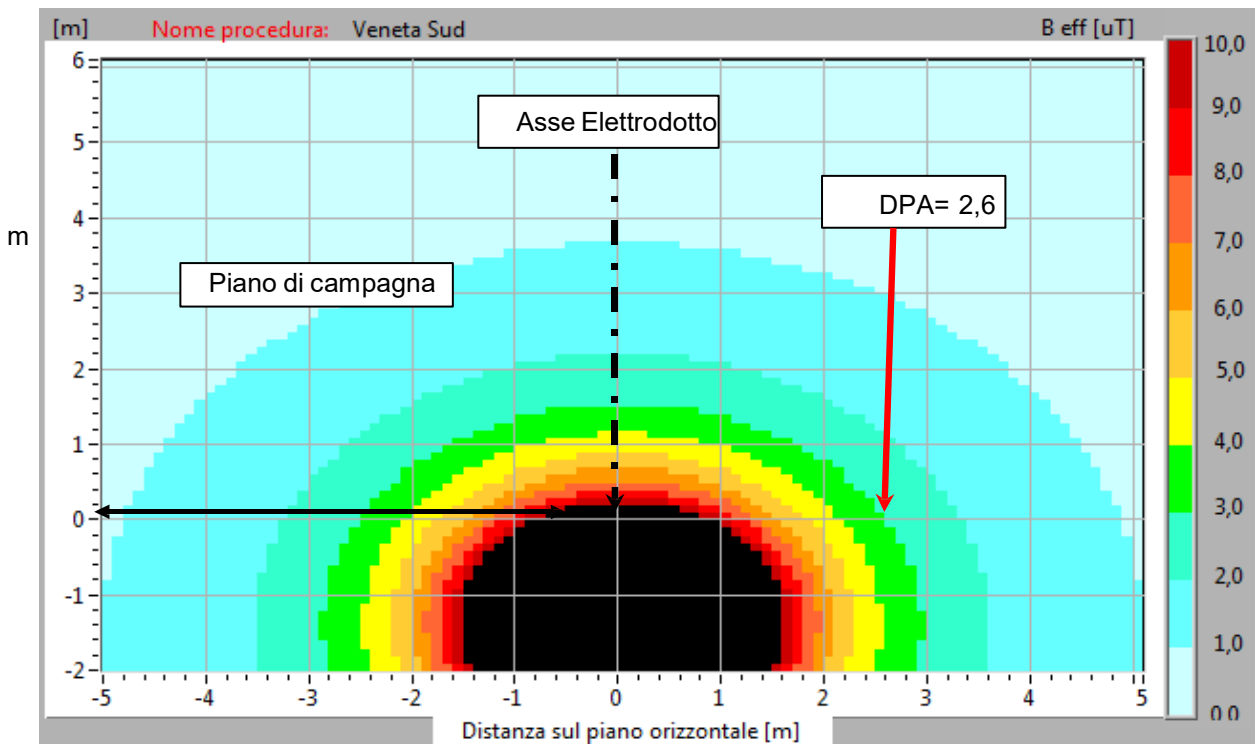 [m] Nome procedura: Veneta Sud B eff [uT]
Asse Elettrodotto
DPA= 2,6
Piano di campagna
m
6
5
4
3
2
1
0
-1
-2
-5 -4 -3 -2 -1 0 1 2 3 4 5
Distanza sul piano orizzontale [m]
10,0
9,0
8,0
7,0
6,0
5,0
4,0
3,0
2,0
1,0
0 0